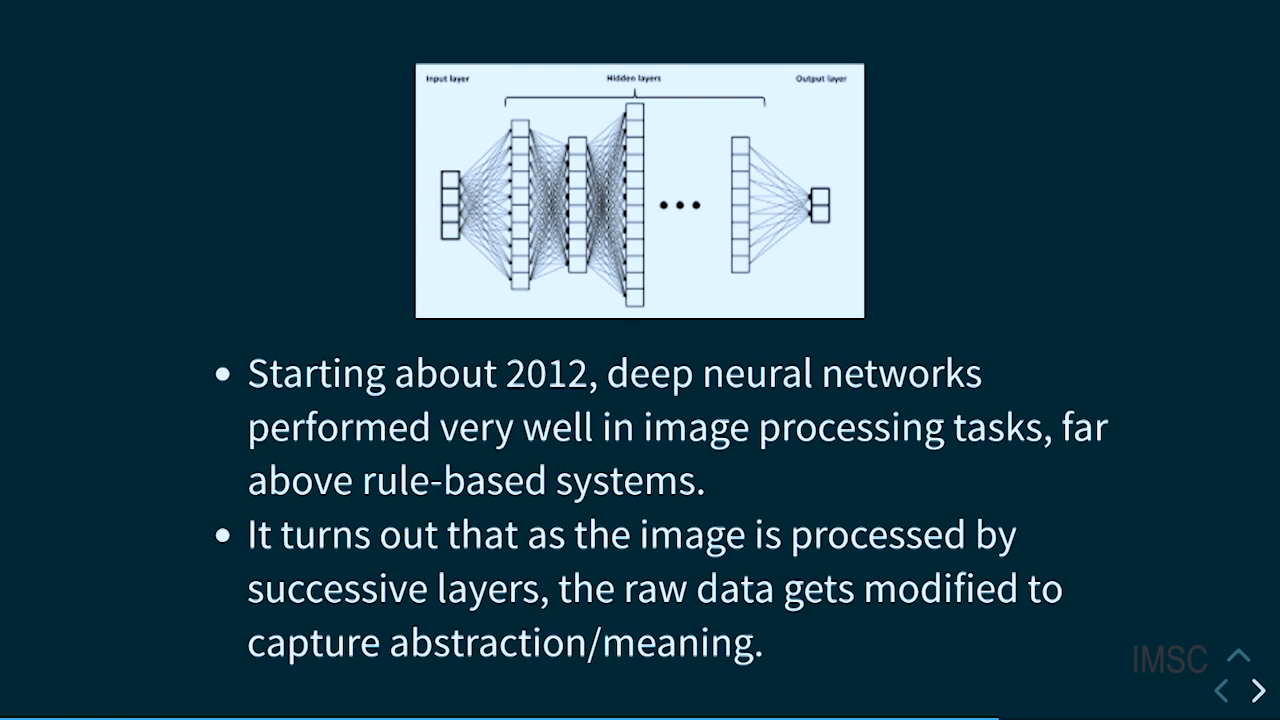 Input layer Hidden layers Output layer
• Starting about 2012, deep neural networks
performed very well in image processing tasks, far
above rule-based systems.
• It turns out that as the image is processed by
successive layers, the raw data gets modified to
capture abstraction/meaning.
IMSC